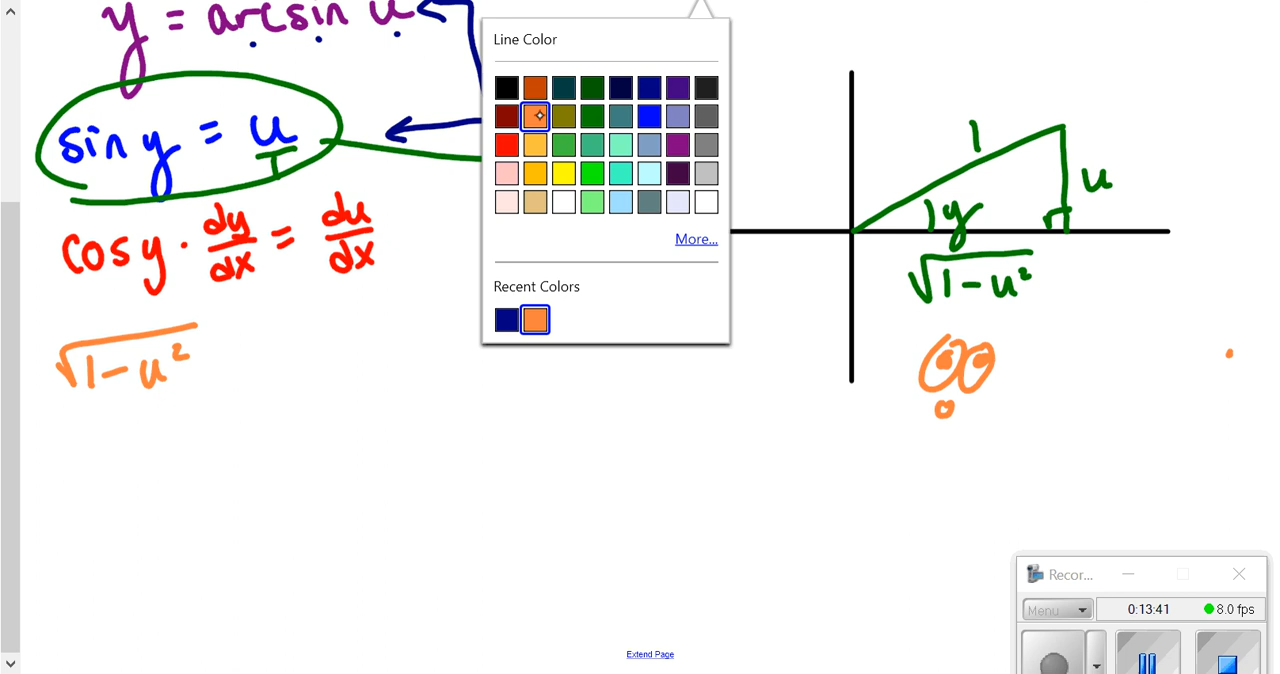 y = arcsin u
sin y = u
cos y · dy/dx = du/dx
√1-u²
Line Color
More...
Recent Colors
1
u
y
√1-u²
Recor...
Menu
0:13:41
8.0 fps
Extend Page